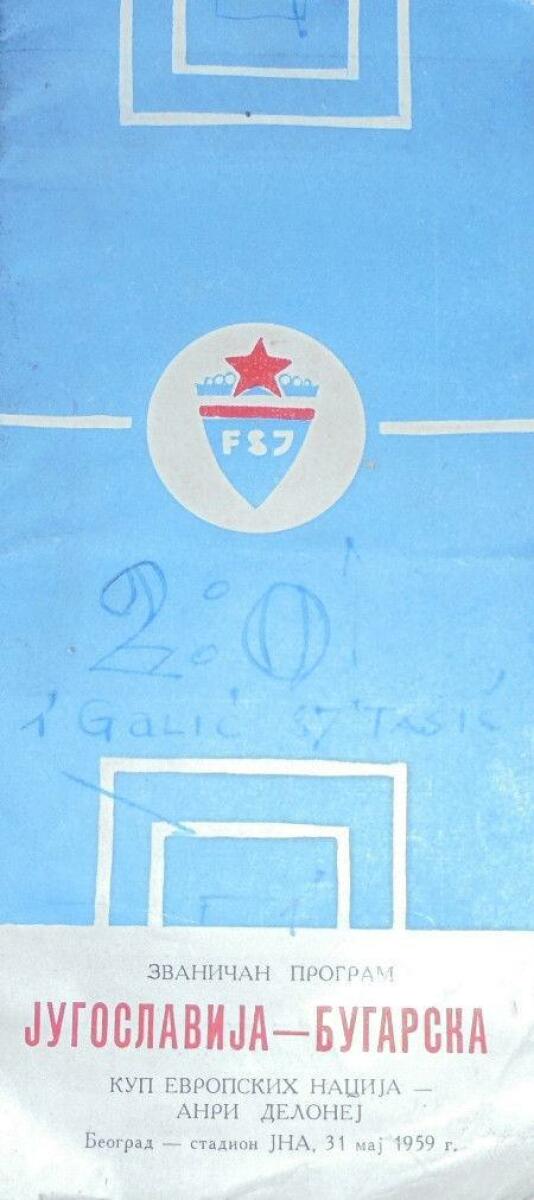 FSJ
2:0!
1' GALIĆ 87' TASIĆ
ЗВАНИЧАН ПРОГРАМ
ЈУГОСЛАВИЈА—БУГАРСКА
КУП ЕВРОПСКИХ НАЦИЈА —
АНРИ ДЕЛОНЕЈ
Београд — стадион ЈНА, 31 мај 1959 г.